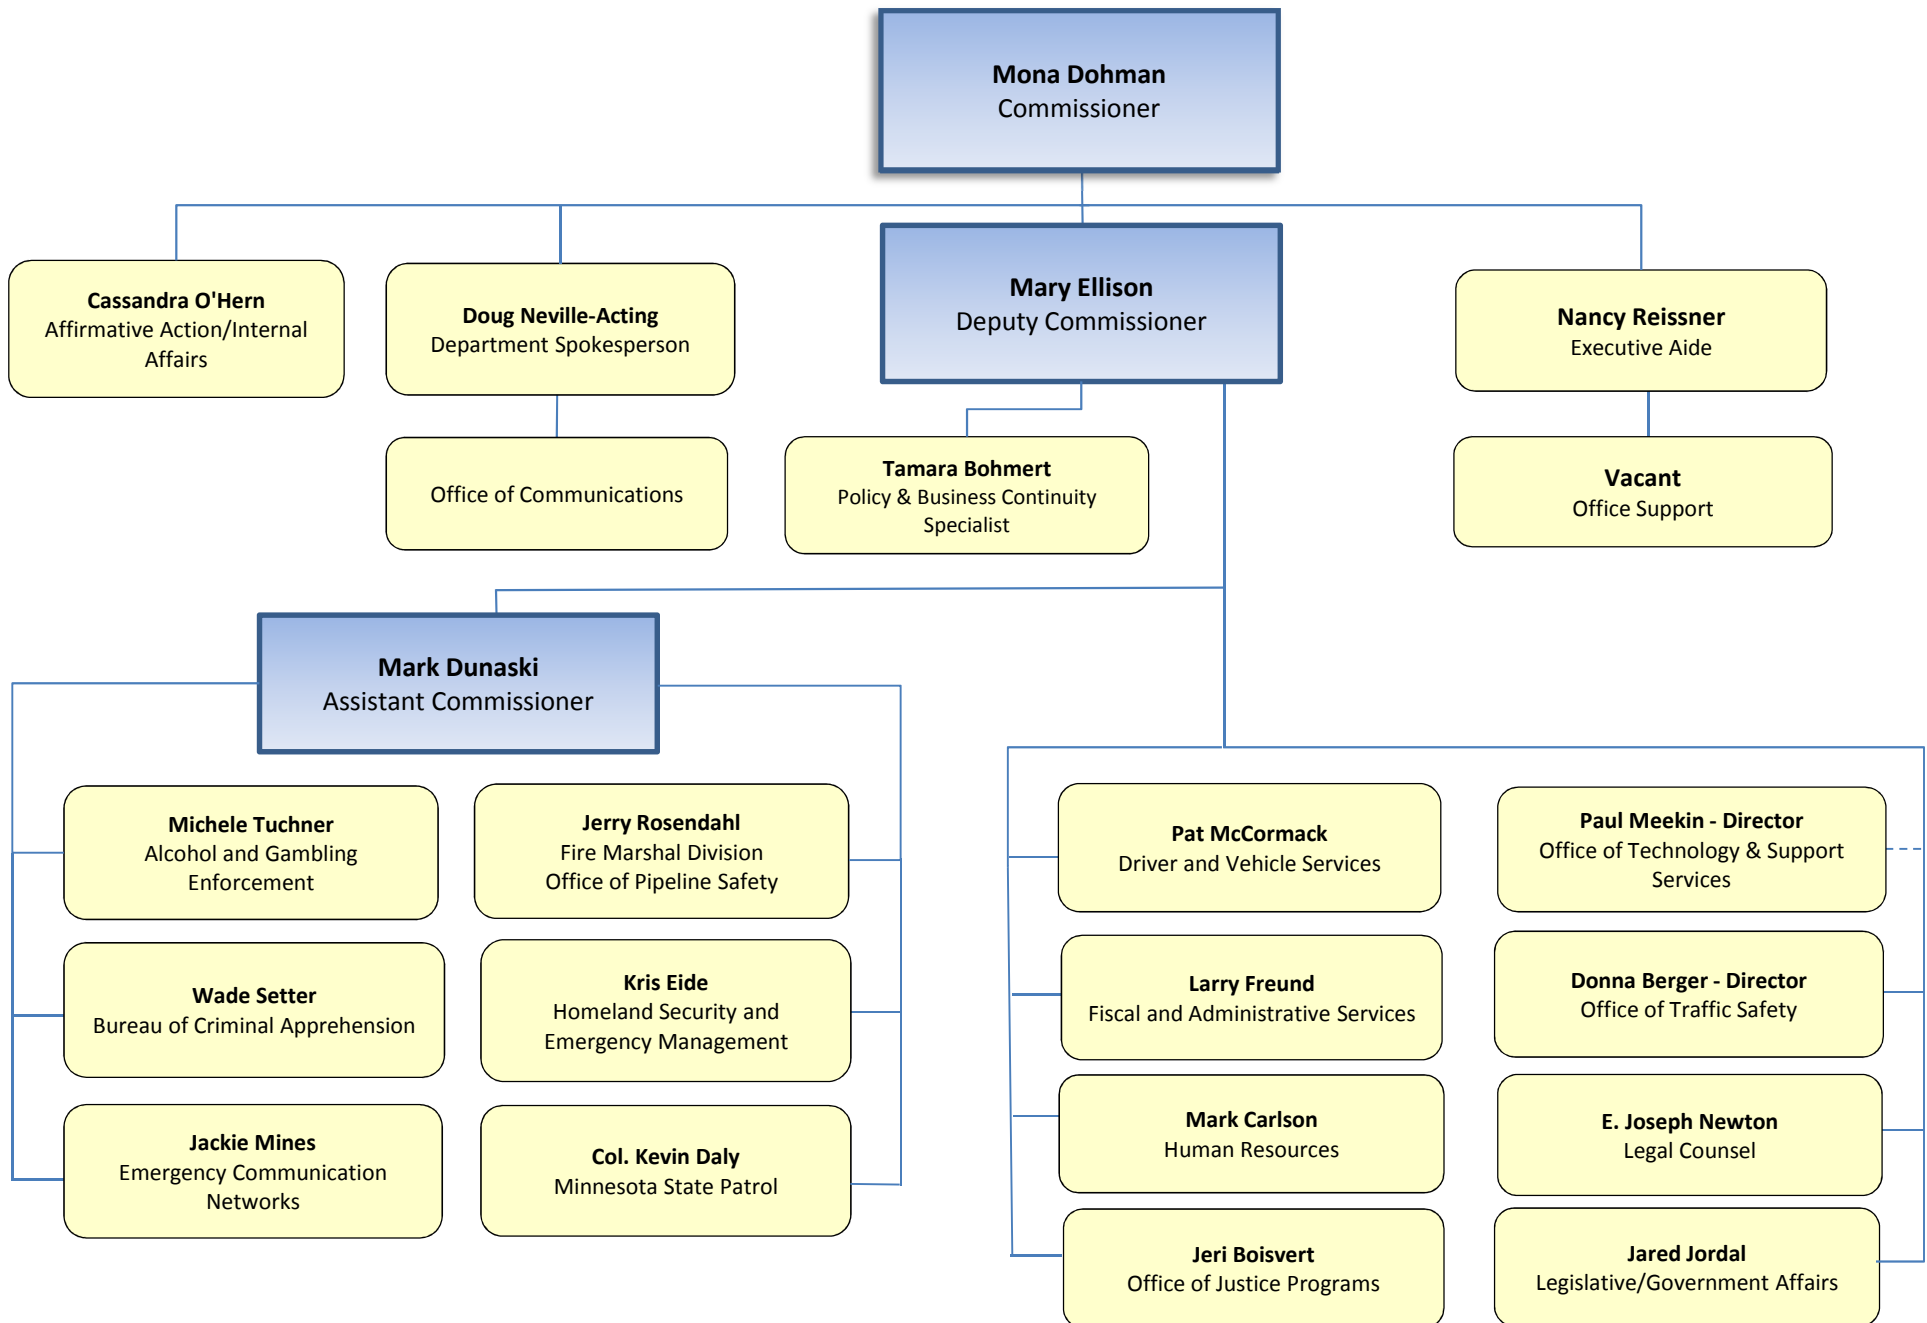 Mona Dohman
Commissioner
Cassandra O'Hern
Affirmative Action/Internal
Affairs
Doug Neville-Acting
Department Spokesperson
Mary Ellison
Deputy Commissioner
Nancy Reissner
Executive Aide
Office of Communications
Tamara Bohmert
Policy & Business Continuity
Specialist
Vacant
Office Support
Mark Dunaski
Assistant Commissioner
Michele Tuchner
Alcohol and Gambling
Enforcement
Jerry Rosendahl
Fire Marshal Division
Office of Pipeline Safety
Wade Setter
Bureau of Criminal Apprehension
Kris Eide
Homeland Security and
Emergency Management
Jackie Mines
Emergency Communication
Networks
Col. Kevin Daly
Minnesota State Patrol
Pat McCormack
Driver and Vehicle Services
Paul Meekin - Director
Office of Technology & Support
Services
Larry Freund
Fiscal and Administrative Services
Donna Berger - Director
Office of Traffic Safety
Mark Carlson
Human Resources
E. Joseph Newton
Legal Counsel
Jeri Boisvert
Office of Justice Programs
Jared Jordal
Legislative/Government Affairs